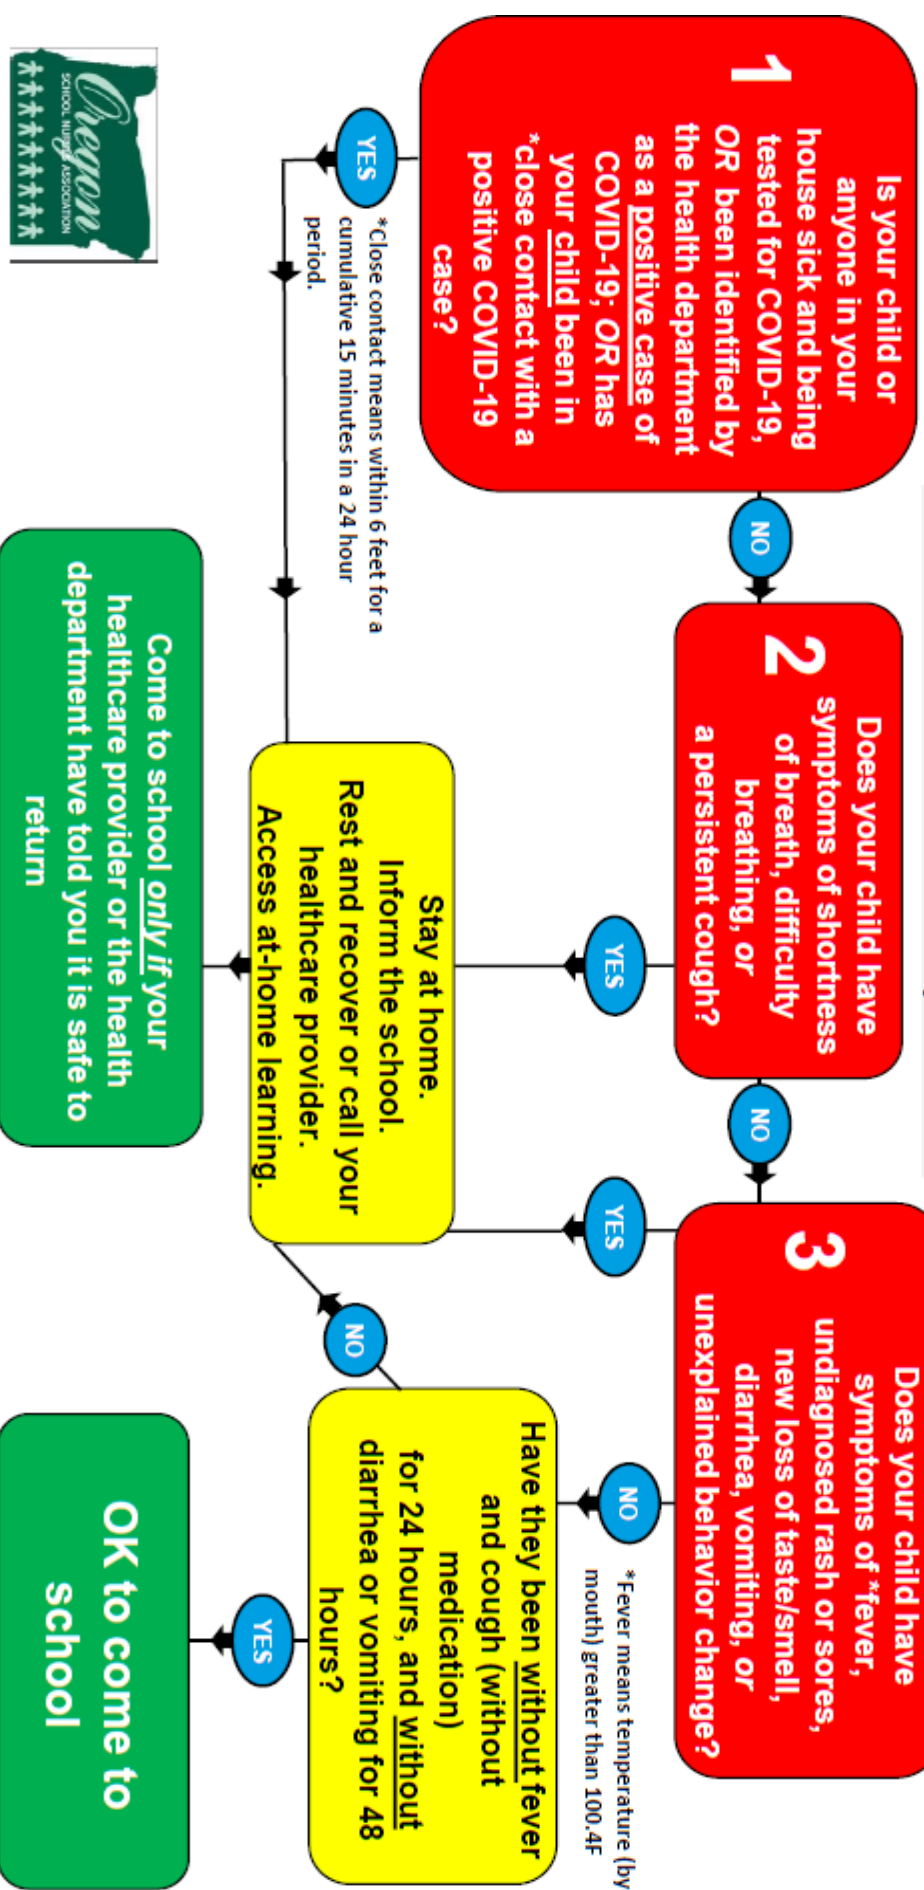 1
Is your child or
anyone in your
house sick and being
tested for COVID-19,
OR been identified by
the health department
as a positive case of
COVID-19; OR has
your child been in
*close contact with a
positive COVID-19
case?
NO
2
Does your child have
symptoms of shortness
of breath, difficulty
breathing, or
a persistent cough?
NO
3
Does your child have
symptoms of *fever,
undiagnosed rash or sores,
new loss of taste/smell,
diarrhea, vomiting, or
unexplained behavior change?
YES
*Close contact means within 6 feet for a
cumulative 15 minutes in a 24 hour
period.
YES
YES
NO
*Fever means temperature (by
mouth) greater than 100.4F
Stay at home.
Inform the school.
Rest and recover or call your
healthcare provider.
Access at-home learning.
NO
Have they been without fever
and cough (without
medication)
for 24 hours, and without
diarrhea or vomiting for 48
hours?
YES
Oregon
SCHOOL NURSES ASSOCIATION
Come to school only if your
healthcare provider or the health
department have told you it is safe to
return
OK to come to
school